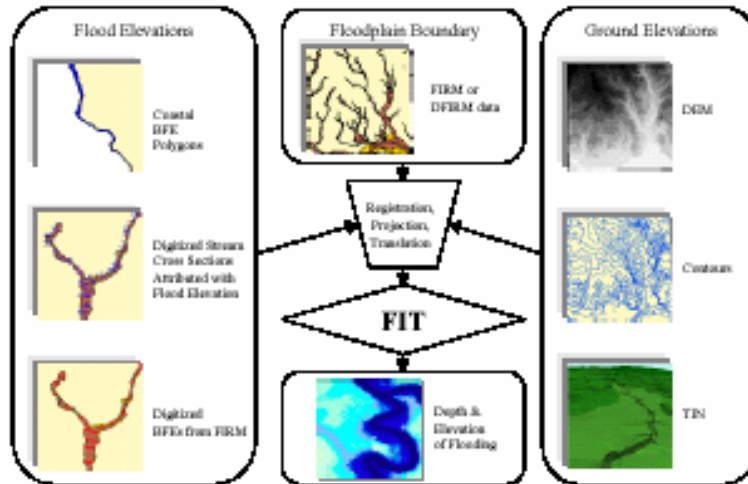 Flood Elevations
Coastal
BFE
Polygons
Digitized Stream
Cross Sections
Attributed with
Flood Elevation
Digitized
BFEs from FIRM
Floodplain Boundary
FIRM or
DFIRM data
Registration,
Projection,
Translation
FIT
Depth &
Elevation
of Flooding
Ground Elevations
DEM
Contours
TIN